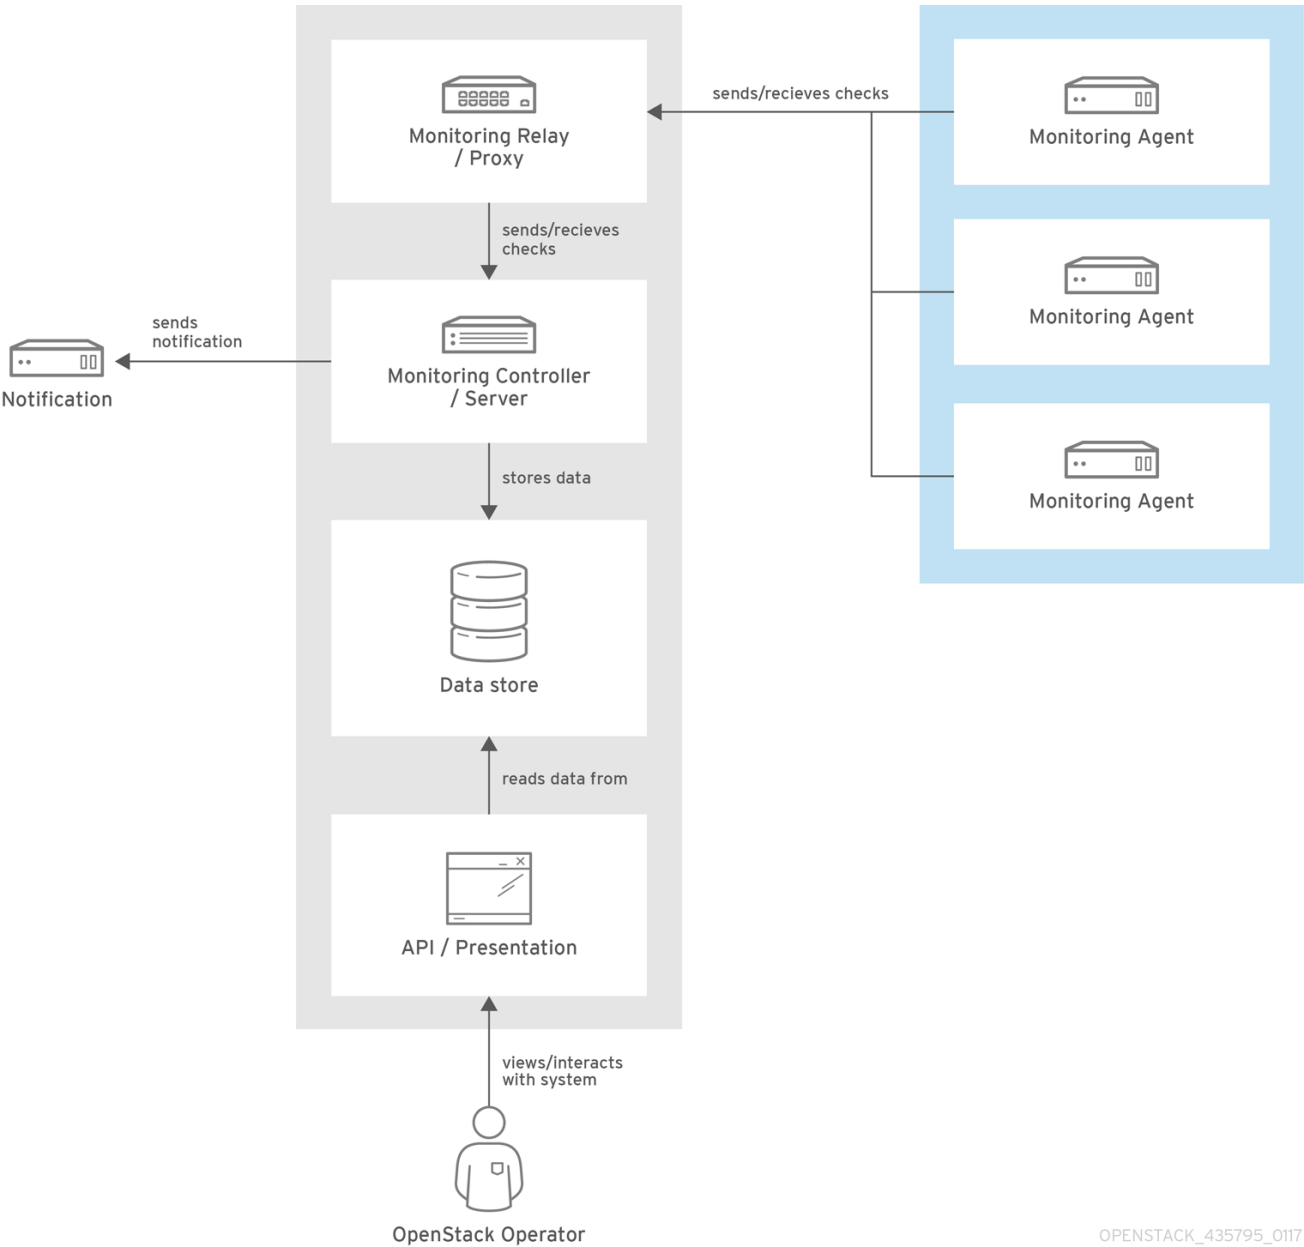 Monitoring Relay
/ Proxy
sends/recieves checks
Monitoring Agent
sends/recieves
checks
Monitoring Agent
sends
notification
Notification
Monitoring Controller
/ Server
Monitoring Agent
stores data
Data store
reads data from
API / Presentation
views/interacts
with system
OpenStack Operator
OPENSTACK_435795_0117